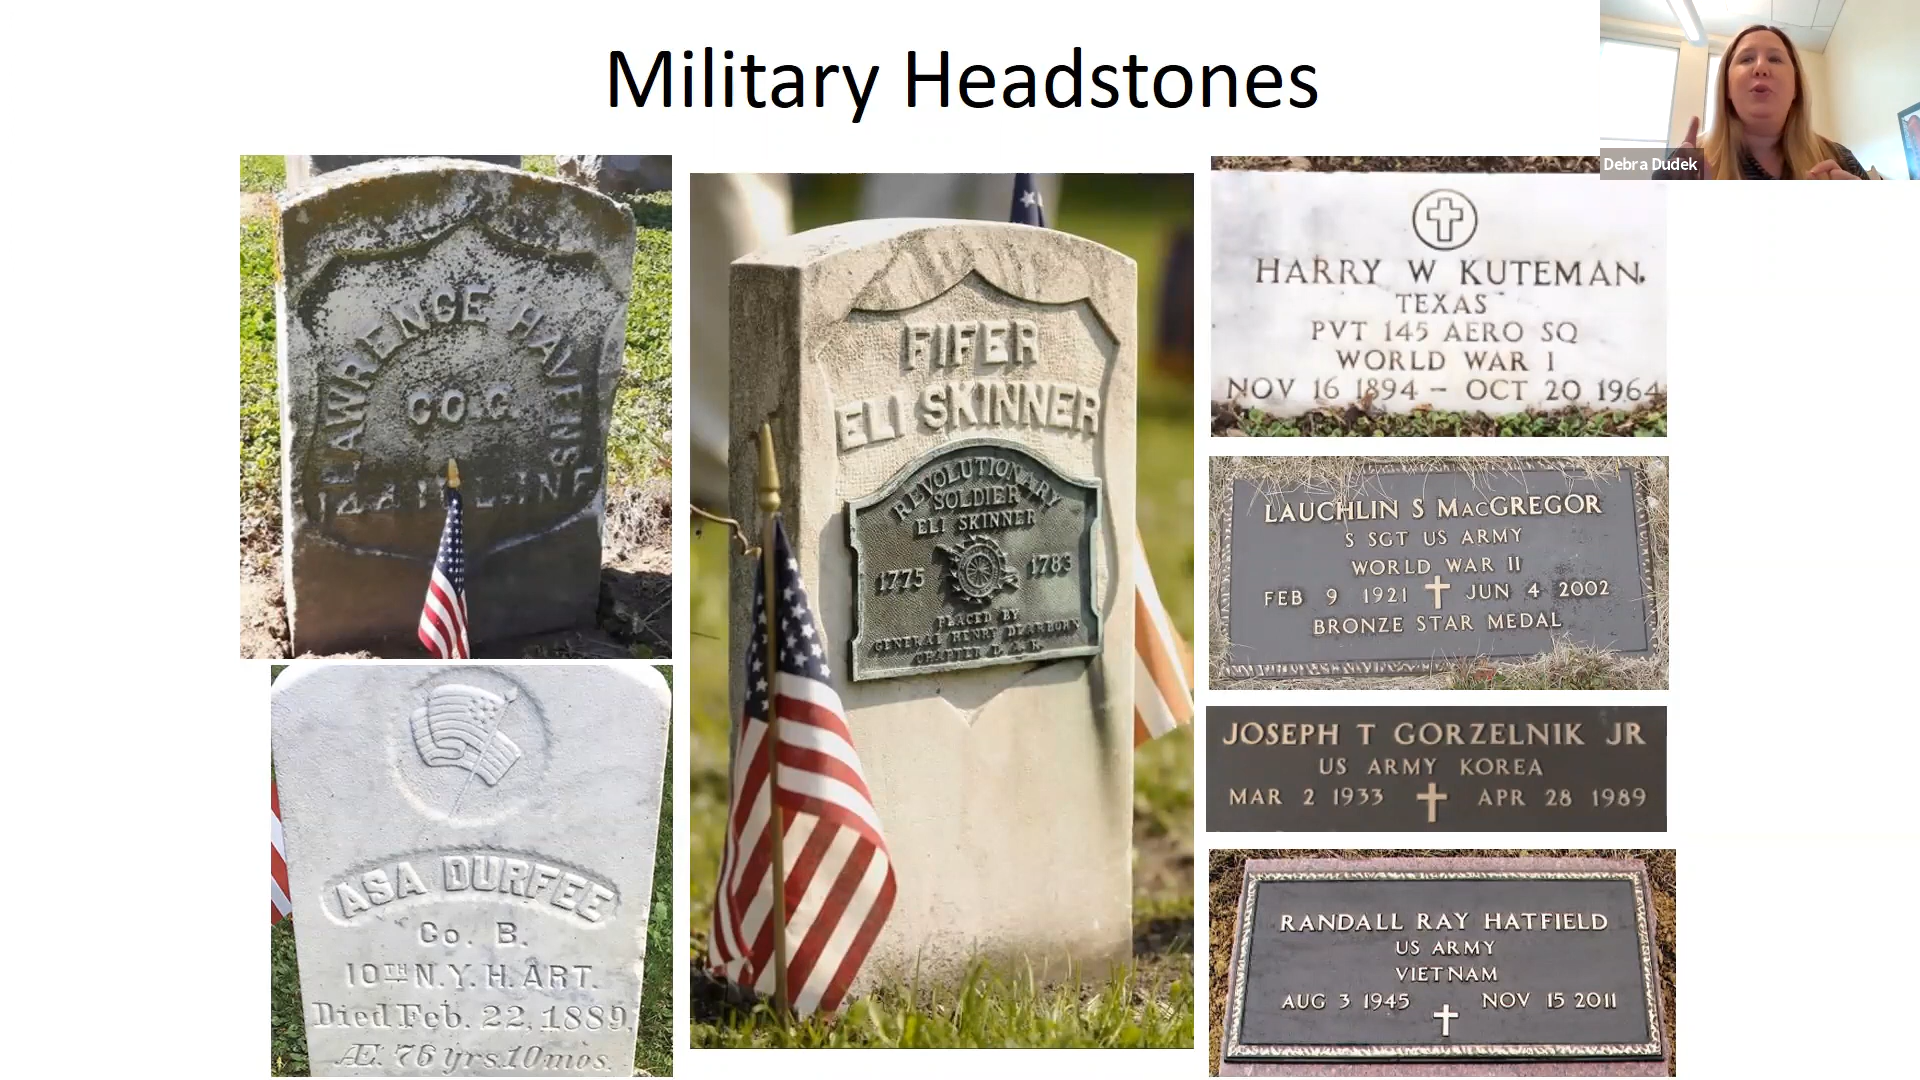 Military Headstones
Debra Dudek
LAWRENCE HAVENS
CO. G
144 ILL. INF.
ASA DURFEE
Co. B.
10TH N.Y. H. ART.
Died Feb. 22, 1889,
Æ. 76 yrs. 10 mos.
FIFER
ELI SKINNER
REVOLUTIONARY
SOLDIER
ELI SKINNER
1775 1783
PLACED BY
GENERAL HENRY DEARBORN
CHAPTER D. A. R.
HARRY W KUTEMAN
TEXAS
PVT 145 AERO SQ
WORLD WAR I
NOV 16 1894 – OCT 20 1964
LAUCHLIN S MACGREGOR
S SGT US ARMY
WORLD WAR II
FEB 9 1921 JUN 4 2002
BRONZE STAR MEDAL
JOSEPH T GORZELNIK JR
US ARMY KOREA
MAR 2 1933 APR 28 1989
RANDALL RAY HATFIELD
US ARMY
VIETNAM
AUG 3 1945 NOV 15 2011